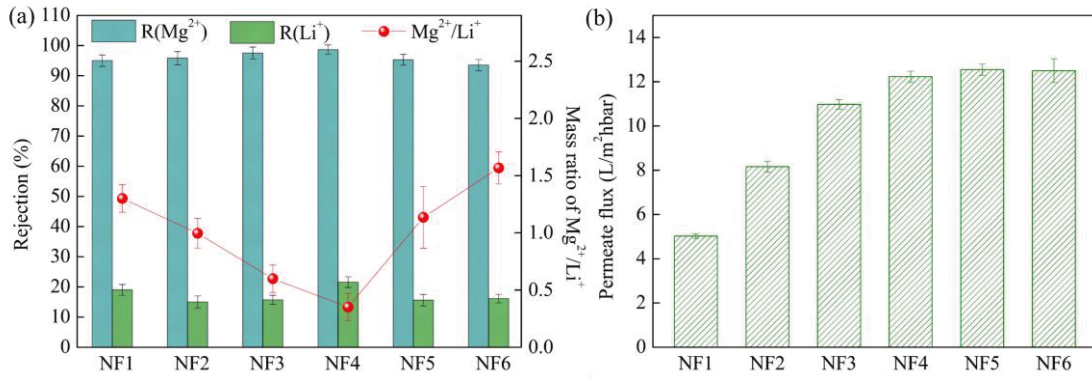 (a)
R(Mg²⁺)
R(Li⁺)
Mg²⁺/Li⁺
Rejection (%)
110
100
90
80
70
60
50
40
30
20
10
0
2.5
2.0
1.5
1.0
0.5
0.0
Mass ratio of Mg²⁺/Li⁺
NF1 NF2 NF3 NF4 NF5 NF6
(b)
Permeate flux (L/m²hbar)
14
12
10
8
6
4
2
0
NF1 NF2 NF3 NF4 NF5 NF6